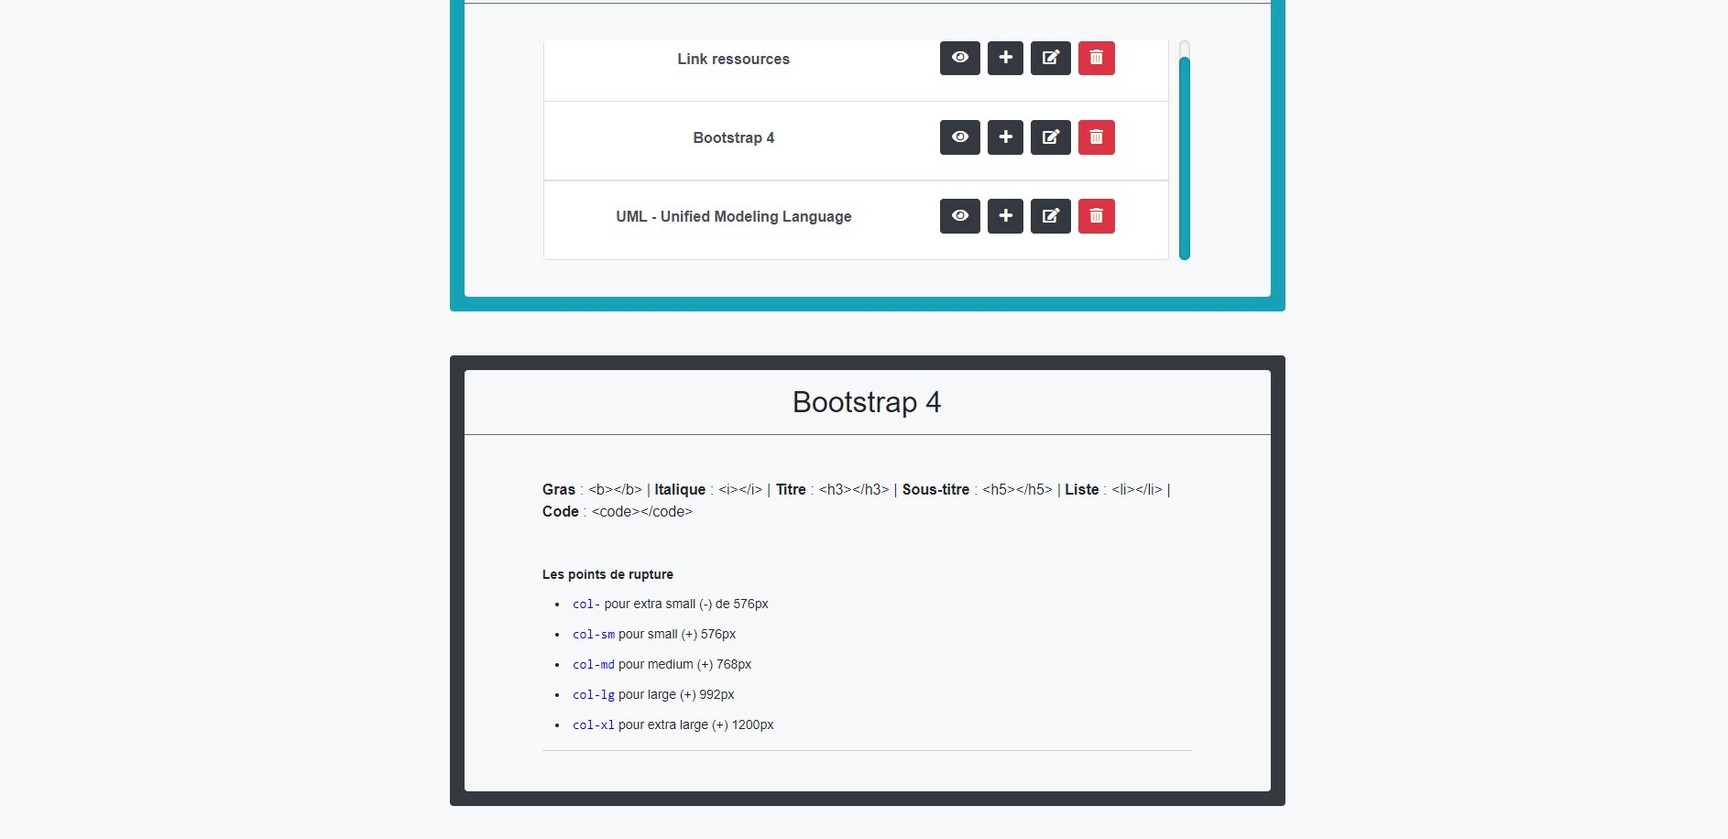 Link ressources
Bootstrap 4
UML - Unified Modeling Language
Bootstrap 4
Gras : <b></b> | Italique : <i></i> | Titre : <h3></h3> | Sous-titre : <h5></h5> | Liste : <li></li> |
Code : <code></code>
Les points de rupture
• col- pour extra small (-) de 576px
• col-sm pour small (+) 576px
• col-md pour medium (+) 768px
• col-lg pour large (+) 992px
• col-xl pour extra large (+) 1200px